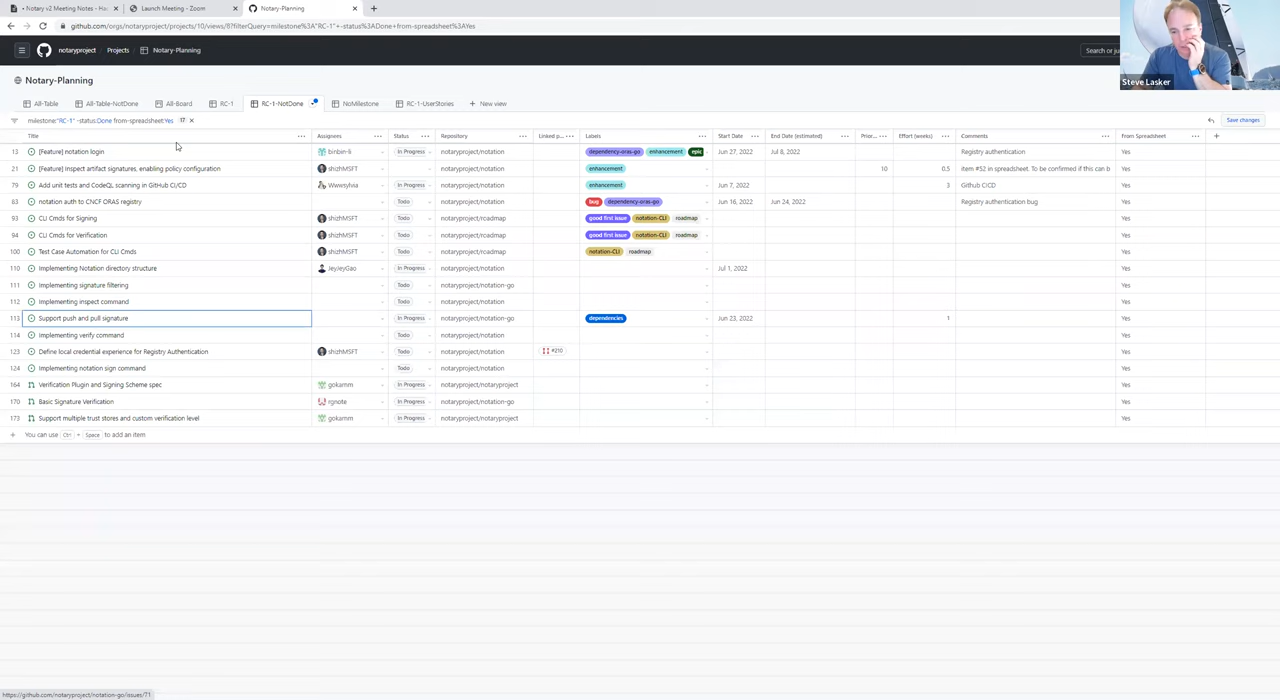 Notary v2 Meeting Notes - Ha
Launch Meeting - Zoom
Notary-Planning
github.com/orgs/notaryproject/projects/10/views/8?filterQuery=milestone%3A"RC-1"+-status%3ADone+from-spreadsheet%3AYes
notaryproject Projects Notary-Planning
Search or ju
Steve Lasker
Notary-Planning
All-Table All-Table-NotDone All-Board RC-1 RC-1-NotDone NoMilestone RC-1-UserStories + New view
milestone:"RC-1" -status:Done from-spreadsheet:Yes 17
Save changes
Title Assignees Status Repository Linked p... Labels Start Date End Date (estimated) Prior... Effort (weeks) Comments From Spreadsheet
15 [Feature] notation login binbin-li In Progress notaryproject/notation dependency-oras-go enhancement epic Jun 27, 2022 Jul 8, 2022 Registry authentication Yes
21 [Feature] Inspect artifact signatures, enabling policy configuration shizhMSFT notaryproject/notation enhancement 10 0.5 item #52 in spreadsheet. To be confirmed if this can b Yes
79 Add unit tests and CodeQL scanning in GitHub CI/CD Wwwsylvia In Progress notaryproject/notation enhancement Jun 7, 2022 3 Github CICD Yes
83 notation auth to CNCF ORAS registry Todo notaryproject/notation bug dependency-oras-go Jun 16, 2022 Jun 24, 2022 Registry authentication bug Yes
93 CLI Cmds for Signing shizhMSFT Todo notaryproject/roadmap good first issue notation-CLI roadmap Yes
94 CLI Cmds for Verification shizhMSFT Todo notaryproject/roadmap good first issue notation-CLI roadmap Yes
100 Test Case Automation for CLI Cmds shizhMSFT Todo notaryproject/roadmap notation-CLI roadmap Yes
110 Implementing Notation directory structure JeyJeyGao In Progress notaryproject/notation Jul 1, 2022 Yes
111 Implementing signature filtering Todo notaryproject/notation-go Yes
112 Implementing inspect command Todo notaryproject/notation Yes
113 Support push and pull signature Todo notaryproject/notation-go dependencies Jun 23, 2022 1 Yes
114 Implementing verify command Todo notaryproject/notation Yes
123 Define local credential experience for Registry Authentication shizhMSFT Todo notaryproject/notation #210 Yes
124 Implementing notation sign command Todo notaryproject/notation Yes
164 Verification Plugin and Signing Scheme spec gokarnm In Progress notaryproject/notaryproject Yes
170 Basic Signature Verification rgnote In Progress notaryproject/notation-go Yes
173 Support multiple trust stores and custom verification level gokarnm In Progress notaryproject/notaryproject Yes
+ You can use Ctrl + Space to add an item
https://github.com/notaryproject/notation-go/issues/71